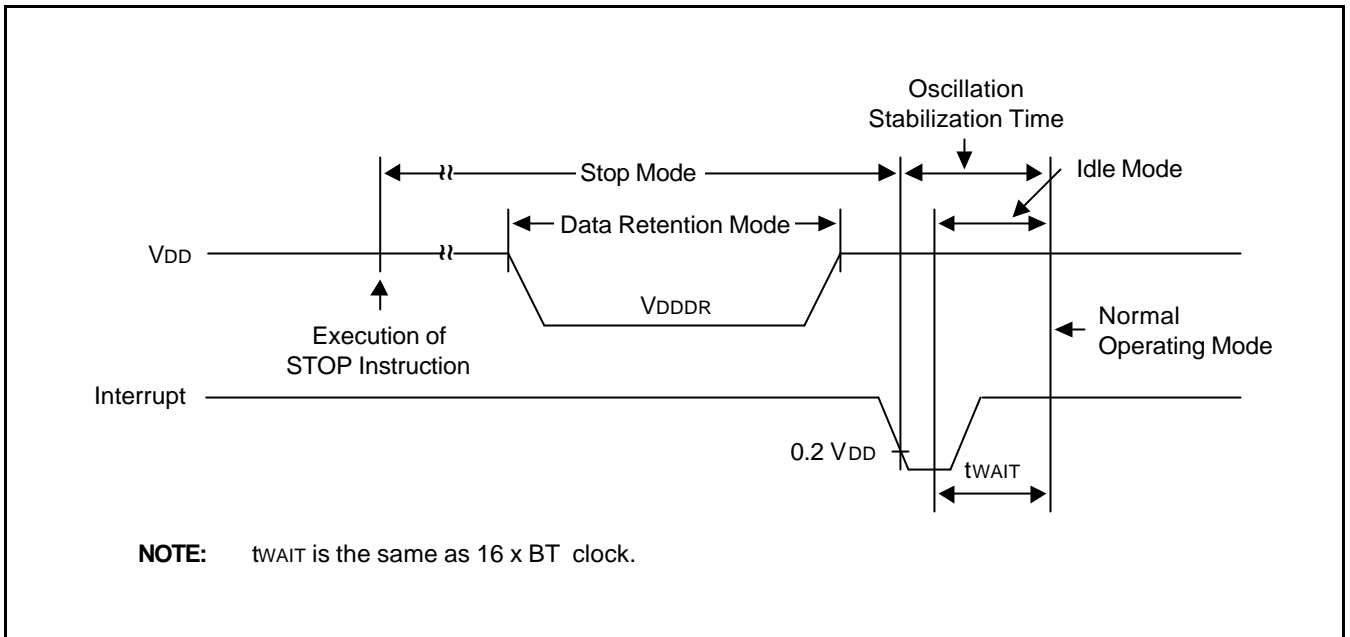 Oscillation
Stabilization Time
Idle Mode
Stop Mode
Data Retention Mode
VDD
VDDDR
Execution of
STOP Instruction
Normal
Operating Mode
Interrupt
0.2 VDD
tWAIT
NOTE: tWAIT is the same as 16 x BT clock.